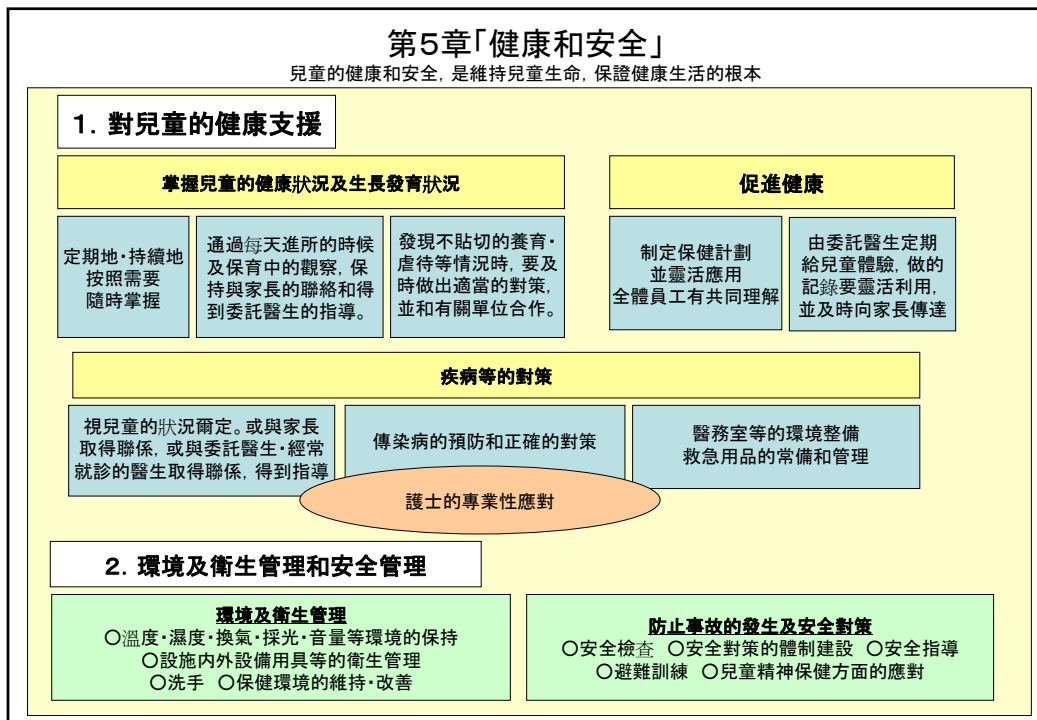 第5章「健康和安全」
兒童的健康和安全, 是維持兒童生命, 保證健康生活的根本
1. 對兒童的健康支援
掌握兒童的健康狀況及生長發育狀況
定期地・持續地
按照需要
隨時掌握
通過每天進所的時候
及保育中的觀察, 保
持與家長的聯絡和得
到委託醫生的指導。
發現不貼切的養育・
虐待等情況時, 要及
時做出適當的對策,
並和有關單位合作。
促進健康
制定保健計劃
並靈活應用
全體員工有共同理解
由委託醫生定期
給兒童體驗, 做的
記錄要靈活利用,
並及時向家長傳達
疾病等的對策
視兒童的狀況爾定。或與家長
取得聯係, 或與委託醫生・經常
就診的醫生取得聯係, 得到指導
傳染病的預防和正確的對策
醫務室等的環境整備
救急用品的常備和管理
護士的專業性應對
2. 環境及衛生管理和安全管理
環境及衛生管理
○溫度・濕度・換氣・採光・音量等環境的保持
○設施内外設備用具等的衛生管理
○洗手 ○保健環境的維持・改善
防止事故的發生及安全對策
○安全檢查 ○安全對策的體制建設 ○安全指導
○避難訓練 ○兒童精神保健方面的應對